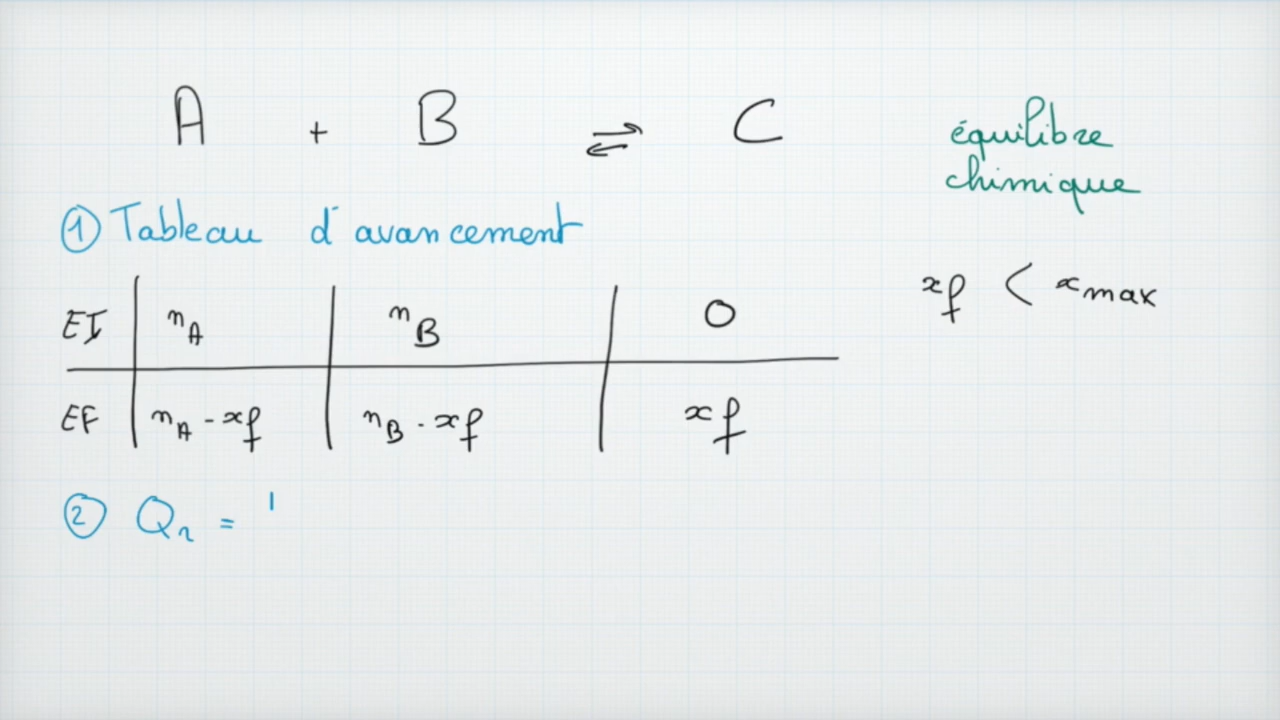 A + B ⇌ C
équilibre
chimique
① Tableau d'avancement
xf < xmax
EI | nA | nB | 0
EF | nA - xf | nB - xf | xf
② Qr =